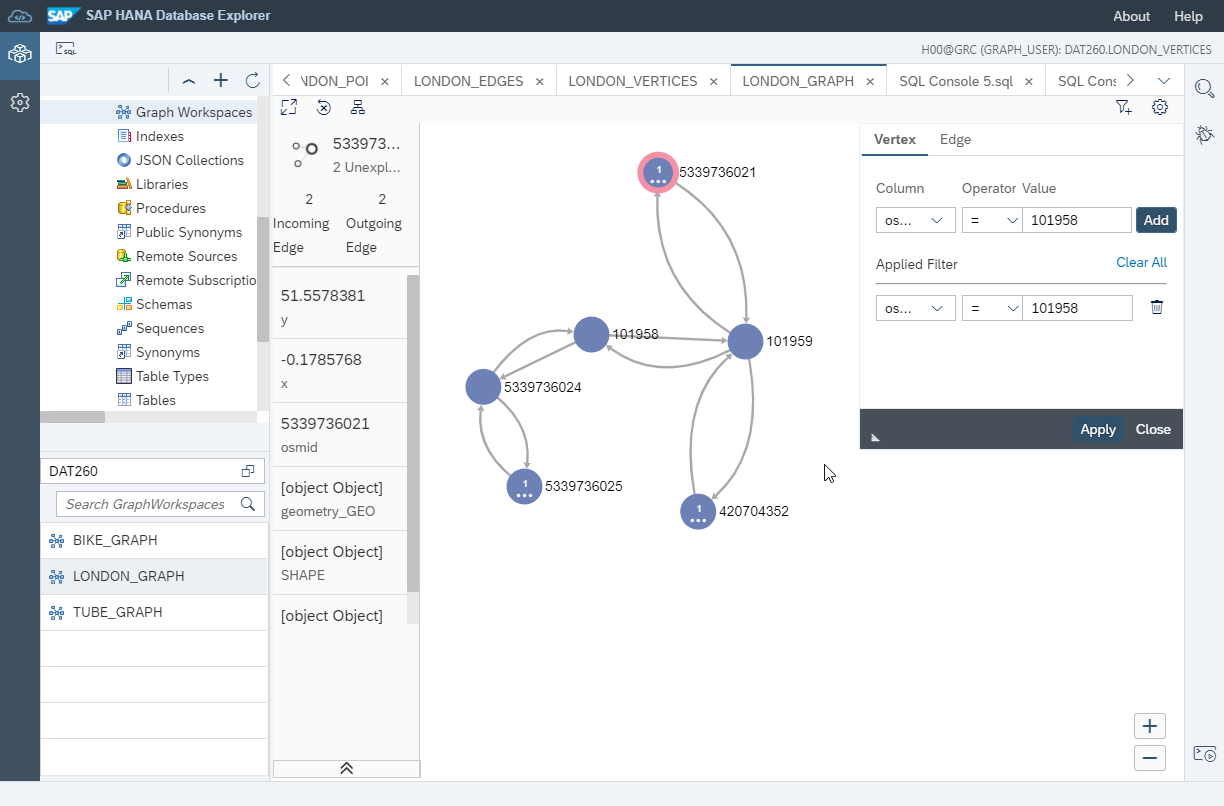 SAP SAP HANA Database Explorer
About Help
SQL
H00@GRC (GRAPH_USER): DAT260.LONDON_VERTICES
NDON_POI
LONDON_EDGES
LONDON_VERTICES
LONDON_GRAPH
SQL Console 5.sql
SQL Cons
Graph Workspaces
Indexes
JSON Collections
Libraries
Procedures
Public Synonyms
Remote Sources
Remote Subscriptio
Schemas
Sequences
Synonyms
Table Types
Tables
DAT260
Search GraphWorkspaces
BIKE_GRAPH
LONDON_GRAPH
TUBE_GRAPH
533973...
2 Unexpl...
2 2
Incoming Outgoing
Edge Edge
51.5578381
y
-0.1785768
x
5339736021
osmid
[object Object]
geometry_GEO
[object Object]
SHAPE
[object Object]
1 5339736021
101958
101959
5339736024
1 5339736025
1 420704352
Vertex Edge
Column Operator Value
os... = 101958 Add
Applied Filter Clear All
os... = 101958
Apply Close